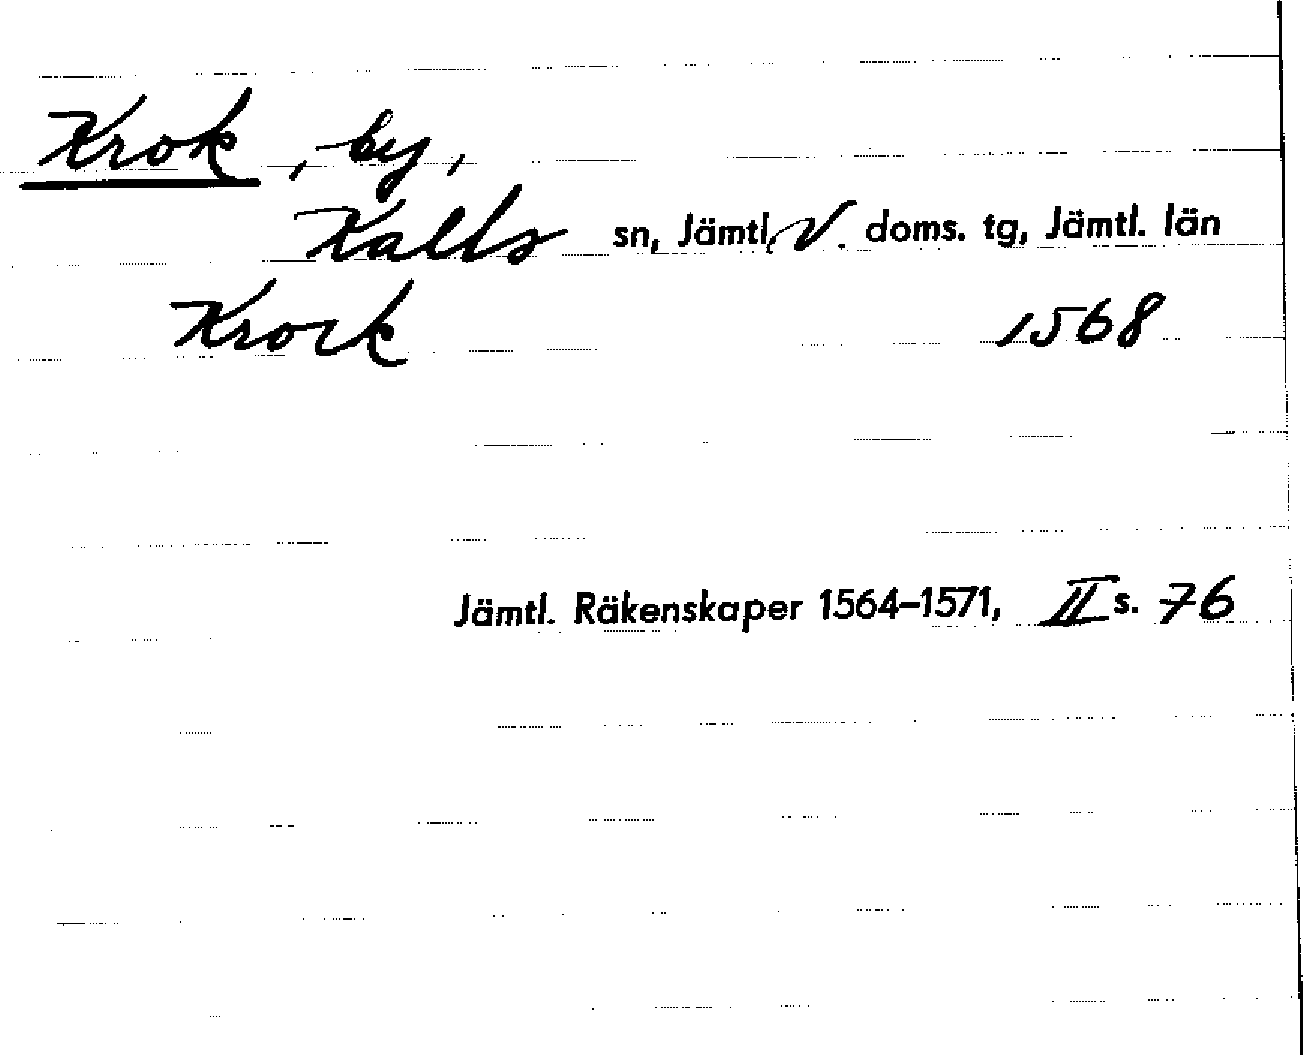 Krok, by,
Kalls sn, Jämtl. V. doms. tg, Jämtl. län
Krock 1568
Jämtl. Räkenskaper 1564–1571, II s. 76